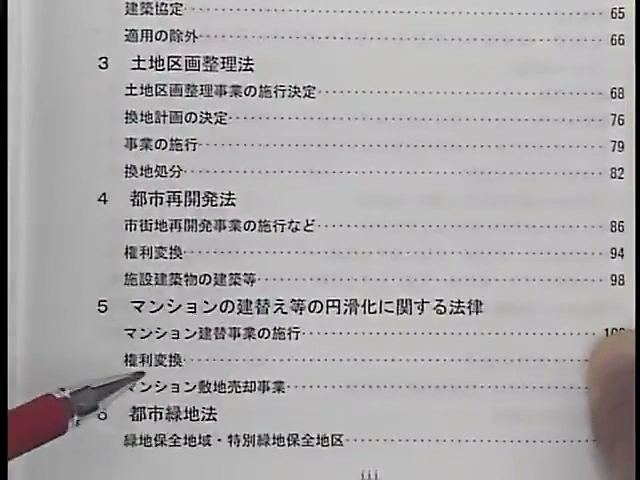 建築協定 65
適用の除外 66
3 土地区画整理法
土地区画整理事業の施行決定 68
換地計画の決定 76
事業の施行 79
換地処分 82
4 都市再開発法
市街地再開発事業の施行など 86
権利変換 94
施設建築物の建築等 98
5 マンションの建替え等の円滑化に関する法律
マンション建替事業の施行
権利変換
マンション敷地売却事業
6 都市緑地法
緑地保全地域・特別緑地保全地区
iii